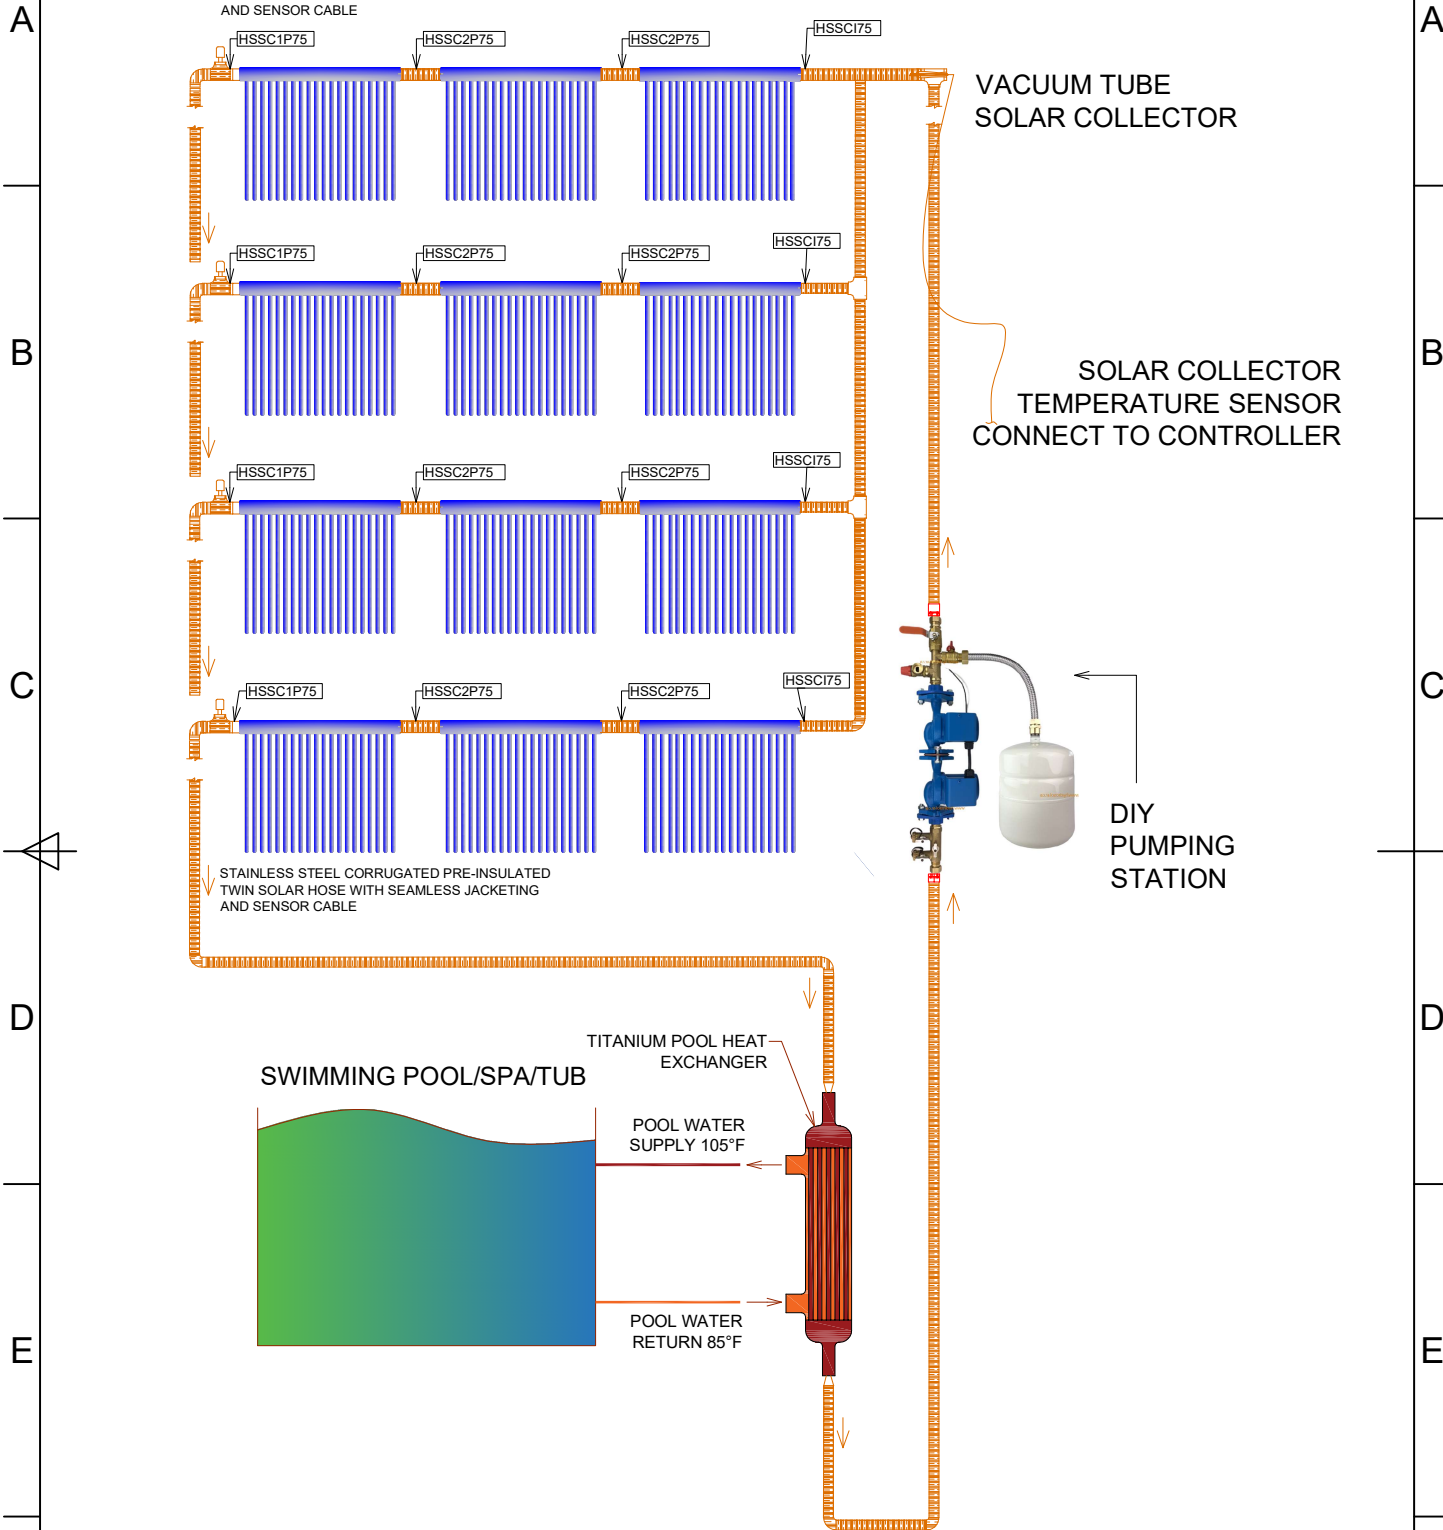 A
A
AND SENSOR CABLE
HSSC1P75
HSSC2P75
HSSC2P75
HSSCI75
VACUUM TUBE
SOLAR COLLECTOR
HSSC1P75
HSSC2P75
HSSC2P75
HSSCI75
B
B
SOLAR COLLECTOR
TEMPERATURE SENSOR
CONNECT TO CONTROLLER
HSSC1P75
HSSC2P75
HSSC2P75
HSSCI75
C
C
HSSC1P75
HSSC2P75
HSSC2P75
HSSCI75
DIY
PUMPING
STATION
STAINLESS STEEL CORRUGATED PRE-INSULATED
TWIN SOLAR HOSE WITH SEAMLESS JACKETING
AND SENSOR CABLE
D
D
TITANIUM POOL HEAT
EXCHANGER
SWIMMING POOL/SPA/TUB
POOL WATER
SUPPLY 105°F
POOL WATER
RETURN 85°F
E
E